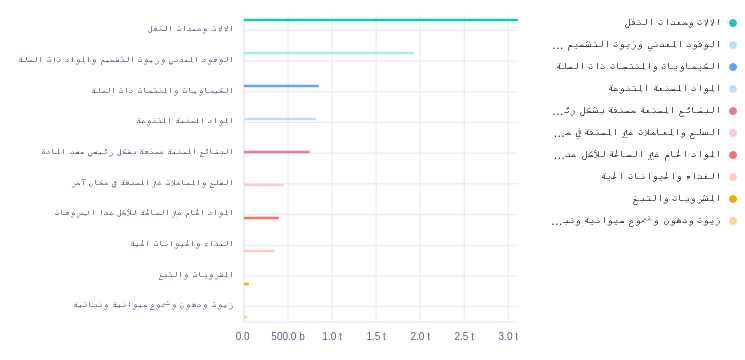 الالات ومعدات النقل
الوقود المعدني وزيوت التشحيم والمواد ذات الصلة
الكيماويات والمنتجات ذات الصلة
المواد المصنعة المتنوعة
البضائع المصنعة مصنفة بشكل رئيسي حسب المادة
السلع والمعاملات غير المصنفة في مكان آخر
المواد الخام غير الصالحة للأكل عدا المحروقات
الغذاء والحيوانات الحية
المشروبات والتبغ
زيوت ودهون وشموع حيوانية ونباتية
0.0 500.0 b 1.0 t 1.5 t 2.0 t 2.5 t 3.0 t
الالات ومعدات النقل
الوقود المعدني وزيوت التشحيم ...
الكيماويات والمنتجات ذات الصلة
المواد المصنعة المتنوعة
البضائع المصنعة مصنفة بشكل رئـ...
السلع والمعاملات غير المصنفة في مـ...
المواد الخام غير الصالحة للأكل عد...
الغذاء والحيوانات الحية
المشروبات والتبغ
زيوت ودهون وشموع حيوانية ونبـ...